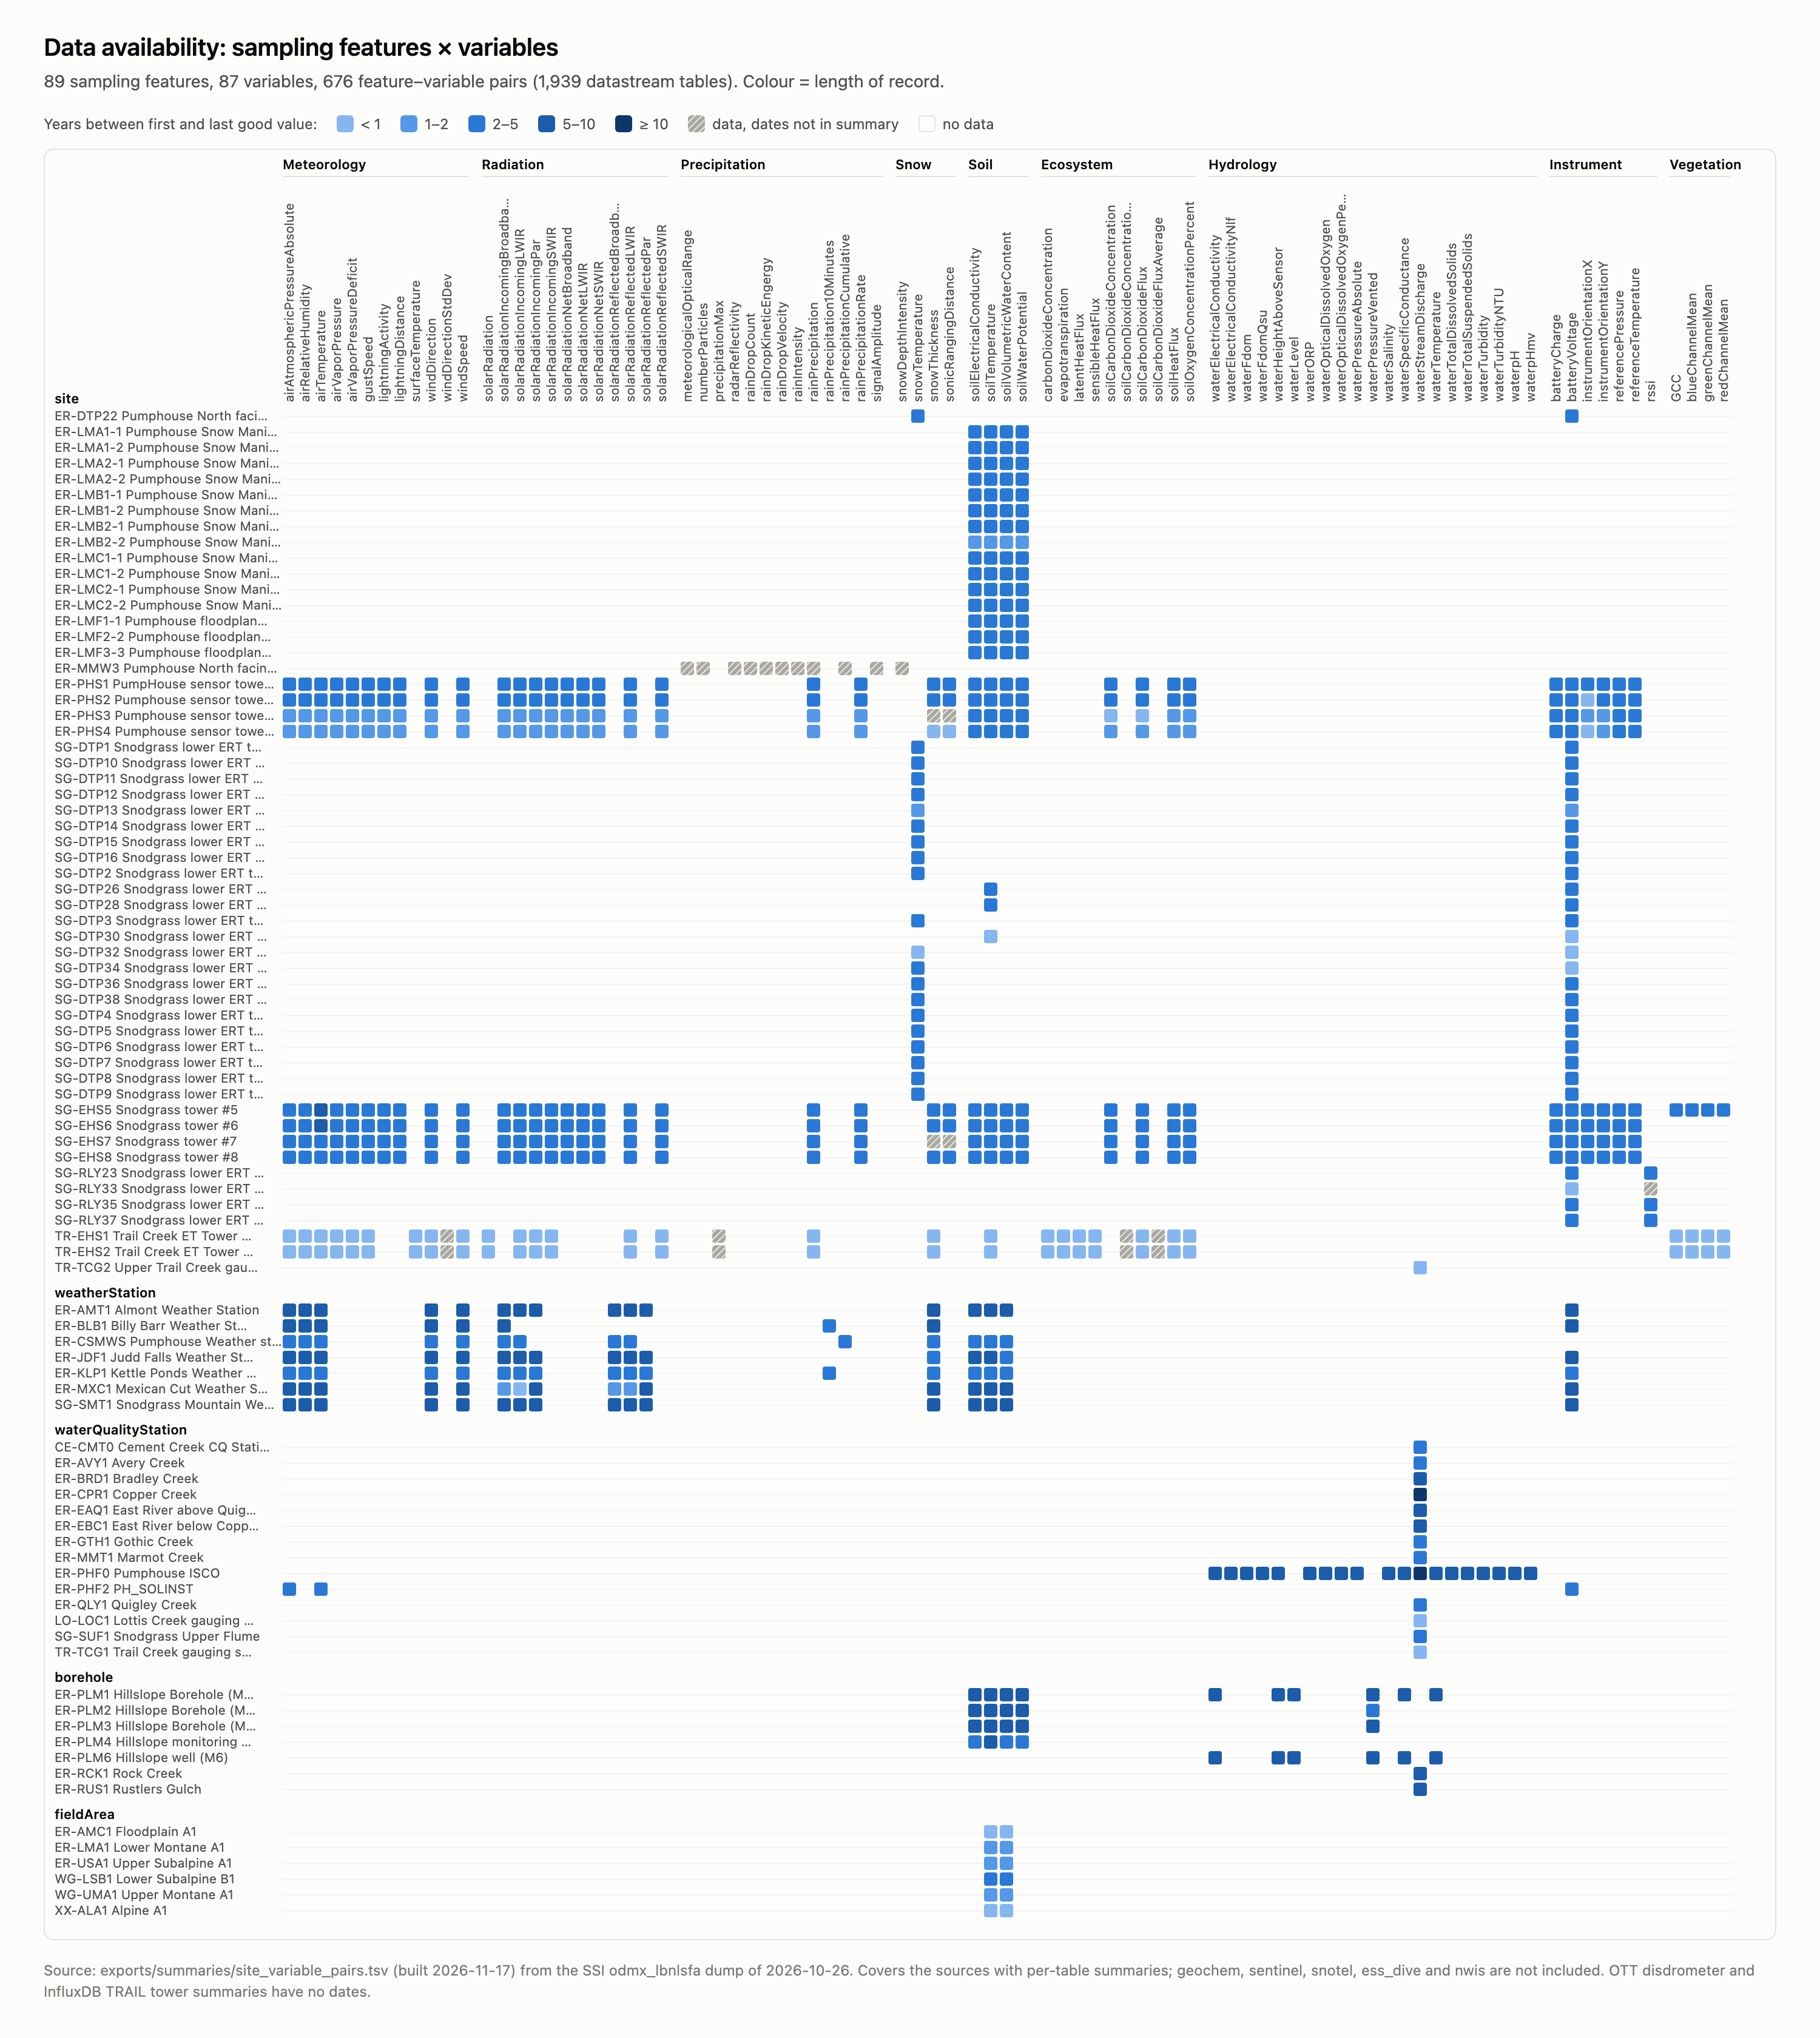 Data availability: sampling features × variables
89 sampling features, 87 variables, 676 feature–variable pairs (1,939 datastream tables). Colour = length of record.
Years between first and last good value: < 1 1–2 2–5 5–10 ≥ 10 data, dates not in summary no data
Meteorology Radiation Precipitation Snow Soil Ecosystem Hydrology Instrument Vegetation
airAtmosphericPressureAbsolute
airRelativeHumidity
airTemperature
airVaporPressure
airVaporPressureDeficit
gustSpeed
lightningActivity
lightningDistance
surfaceTemperature
windDirection
windDirectionStdDev
windSpeed
solarRadiation
solarRadiationIncomingBroadba...
solarRadiationIncomingLWIR
solarRadiationIncomingPar
solarRadiationIncomingSWIR
solarRadiationNetBroadband
solarRadiationNetLWIR
solarRadiationNetSWIR
solarRadiationReflectedBroadb...
solarRadiationReflectedLWIR
solarRadiationReflectedPar
solarRadiationReflectedSWIR
meteorologicalOpticalRange
numberParticles
precipitationMax
radarReflectivity
rainDropCount
rainDropKineticEngergy
rainDropVelocity
rainIntensity
rainPrecipitation
rainPrecipitation10Minutes
rainPrecipitationCumulative
rainPrecipitationRate
signalAmplitude
snowDepthIntensity
snowTemperature
snowThickness
sonicRangingDistance
soilElectricalConductivity
soilTemperature
soilVolumetricWaterContent
soilWaterPotential
carbonDioxideConcentration
evapotranspiration
latentHeatFlux
sensibleHeatFlux
soilCarbonDioxideConcentration
soilCarbonDioxideConcentratio...
soilCarbonDioxideFlux
soilCarbonDioxideFluxAverage
soilHeatFlux
soilOxygenConcentrationPercent
waterElectricalConductivity
waterElectricalConductivityNlf
waterFdom
waterFdomQsu
waterHeightAboveSensor
waterLevel
waterORP
waterOpticalDissolvedOxygen
waterOpticalDissolvedOxygenPe...
waterPressureAbsolute
waterPressureVented
waterSalinity
waterSpecificConductance
waterStreamDischarge
waterTemperature
waterTotalDissolvedSolids
waterTotalSuspendedSolids
waterTurbidity
waterTurbidityNTU
waterpH
waterpHmv
batteryCharge
batteryVoltage
instrumentOrientationX
instrumentOrientationY
referencePressure
referenceTemperature
rssi
GCC
blueChannelMean
greenChannelMean
redChannelMean
site
ER-DTP22 Pumphouse North faci...
ER-LMA1-1 Pumphouse Snow Mani...
ER-LMA1-2 Pumphouse Snow Mani...
ER-LMA2-1 Pumphouse Snow Mani...
ER-LMA2-2 Pumphouse Snow Mani...
ER-LMB1-1 Pumphouse Snow Mani...
ER-LMB1-2 Pumphouse Snow Mani...
ER-LMB2-1 Pumphouse Snow Mani...
ER-LMB2-2 Pumphouse Snow Mani...
ER-LMC1-1 Pumphouse Snow Mani...
ER-LMC1-2 Pumphouse Snow Mani...
ER-LMC2-1 Pumphouse Snow Mani...
ER-LMC2-2 Pumphouse Snow Mani...
ER-LMF1-1 Pumphouse floodplan...
ER-LMF2-2 Pumphouse floodplan...
ER-LMF3-3 Pumphouse floodplan...
ER-MMW3 Pumphouse North facin...
ER-PHS1 PumpHouse sensor towe...
ER-PHS2 Pumphouse sensor towe...
ER-PHS3 Pumphouse sensor towe...
ER-PHS4 Pumphouse sensor towe...
SG-DTP1 Snodgrass lower ERT t...
SG-DTP10 Snodgrass lower ERT ...
SG-DTP11 Snodgrass lower ERT ...
SG-DTP12 Snodgrass lower ERT ...
SG-DTP13 Snodgrass lower ERT ...
SG-DTP14 Snodgrass lower ERT ...
SG-DTP15 Snodgrass lower ERT ...
SG-DTP16 Snodgrass lower ERT ...
SG-DTP2 Snodgrass lower ERT t...
SG-DTP26 Snodgrass lower ERT ...
SG-DTP28 Snodgrass lower ERT ...
SG-DTP3 Snodgrass lower ERT t...
SG-DTP30 Snodgrass lower ERT ...
SG-DTP32 Snodgrass lower ERT ...
SG-DTP34 Snodgrass lower ERT ...
SG-DTP36 Snodgrass lower ERT ...
SG-DTP38 Snodgrass lower ERT ...
SG-DTP4 Snodgrass lower ERT t...
SG-DTP5 Snodgrass lower ERT t...
SG-DTP6 Snodgrass lower ERT t...
SG-DTP7 Snodgrass lower ERT t...
SG-DTP8 Snodgrass lower ERT t...
SG-DTP9 Snodgrass lower ERT t...
SG-EHS5 Snodgrass tower #5
SG-EHS6 Snodgrass tower #6
SG-EHS7 Snodgrass tower #7
SG-EHS8 Snodgrass tower #8
SG-RLY23 Snodgrass lower ERT ...
SG-RLY33 Snodgrass lower ERT ...
SG-RLY35 Snodgrass lower ERT ...
SG-RLY37 Snodgrass lower ERT ...
TR-EHS1 Trail Creek ET Tower ...
TR-EHS2 Trail Creek ET Tower ...
TR-TCG2 Upper Trail Creek gau...
weatherStation
ER-AMT1 Almont Weather Station
ER-BLB1 Billy Barr Weather St...
ER-CSMWS Pumphouse Weather st...
ER-JDF1 Judd Falls Weather St...
ER-KLP1 Kettle Ponds Weather ...
ER-MXC1 Mexican Cut Weather S...
SG-SMT1 Snodgrass Mountain We...
waterQualityStation
CE-CMT0 Cement Creek CQ Stati...
ER-AVY1 Avery Creek
ER-BRD1 Bradley Creek
ER-CPR1 Copper Creek
ER-EAQ1 East River above Quig...
ER-EBC1 East River below Copp...
ER-GTH1 Gothic Creek
ER-MMT1 Marmot Creek
ER-PHF0 Pumphouse ISCO
ER-PHF2 PH_SOLINST
ER-QLY1 Quigley Creek
LO-LOC1 Lottis Creek gauging ...
SG-SUF1 Snodgrass Upper Flume
TR-TCG1 Trail Creek gauging s...
borehole
ER-PLM1 Hillslope Borehole (M...
ER-PLM2 Hillslope Borehole (M...
ER-PLM3 Hillslope Borehole (M...
ER-PLM4 Hillslope monitoring ...
ER-PLM6 Hillslope well (M6)
ER-RCK1 Rock Creek
ER-RUS1 Rustlers Gulch
fieldArea
ER-AMC1 Floodplain A1
ER-LMA1 Lower Montane A1
ER-USA1 Upper Subalpine A1
WG-LSB1 Lower Subalpine B1
WG-UMA1 Upper Montane A1
XX-ALA1 Alpine A1
Source: exports/summaries/site_variable_pairs.tsv (built 2026-11-17) from the SSI odmx_lbnlsfa dump of 2026-10-26. Covers the sources with per-table summaries; geochem, sentinel, snotel, ess_dive and nwis are not included. OTT disdrometer and
InfluxDB TRAIL tower summaries have no dates.